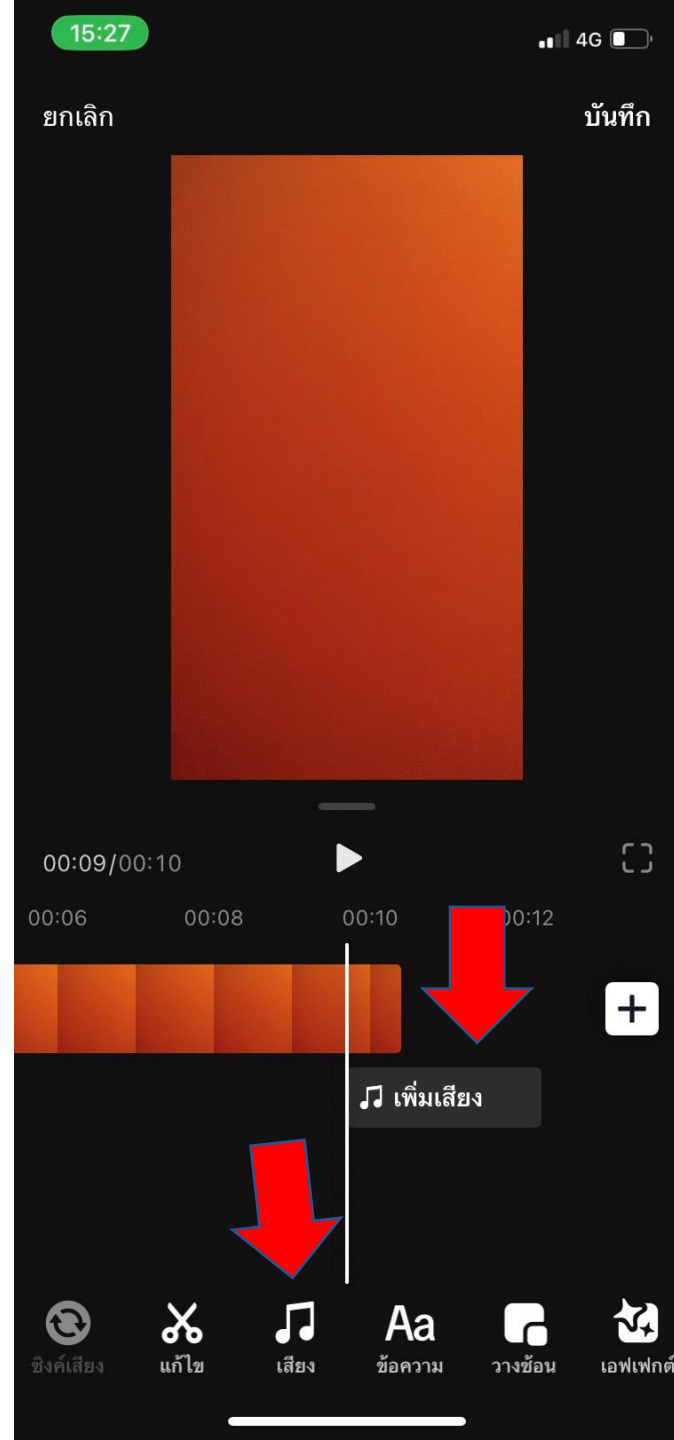 15:27
4G
ยกเลิก
บันทึก
00:09/00:10
00:06
00:08
00:10
00:12
เพิ่มเสียง
Aa
ซิงค์เสียง
แก้ไข
เสียง
ข้อความ
วางซ้อน
เอฟเฟกต์